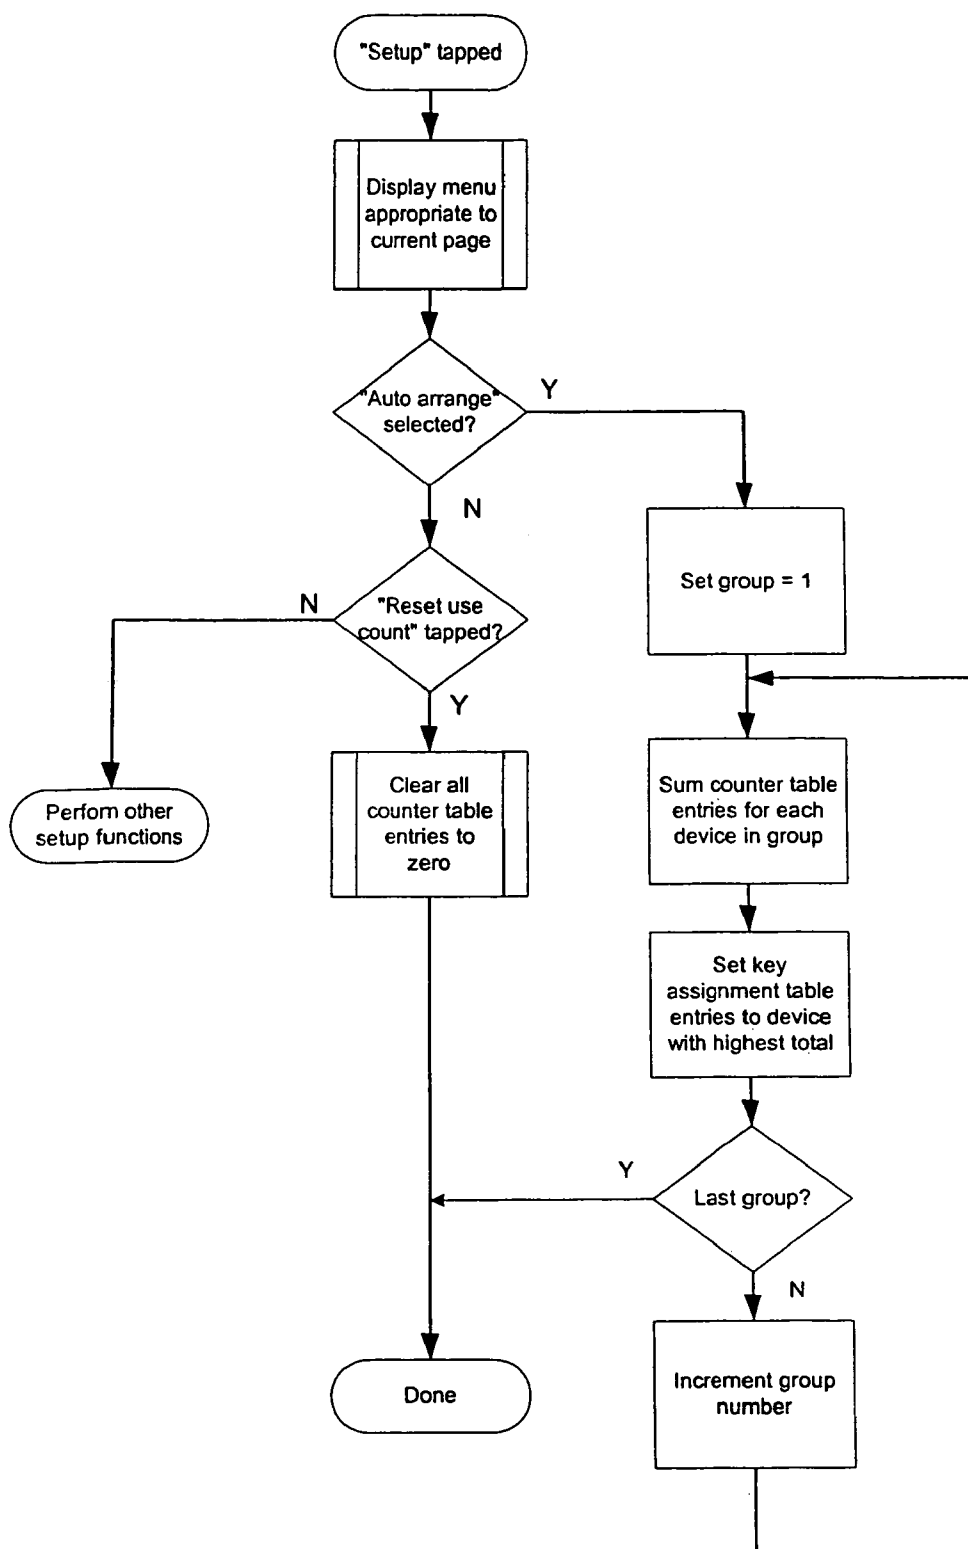 "Setup" tapped
Display menu
appropriate to
current page
"Auto arrange"
selected?
Y
N
Set group = 1
"Reset use
count" tapped?
N
Y
Perform other
setup functions
Clear all
counter table
entries to
zero
Sum counter table
entries for each
device in group
Set key
assignment table
entries to device
with highest total
Last group?
Y
N
Done
Increment group
number